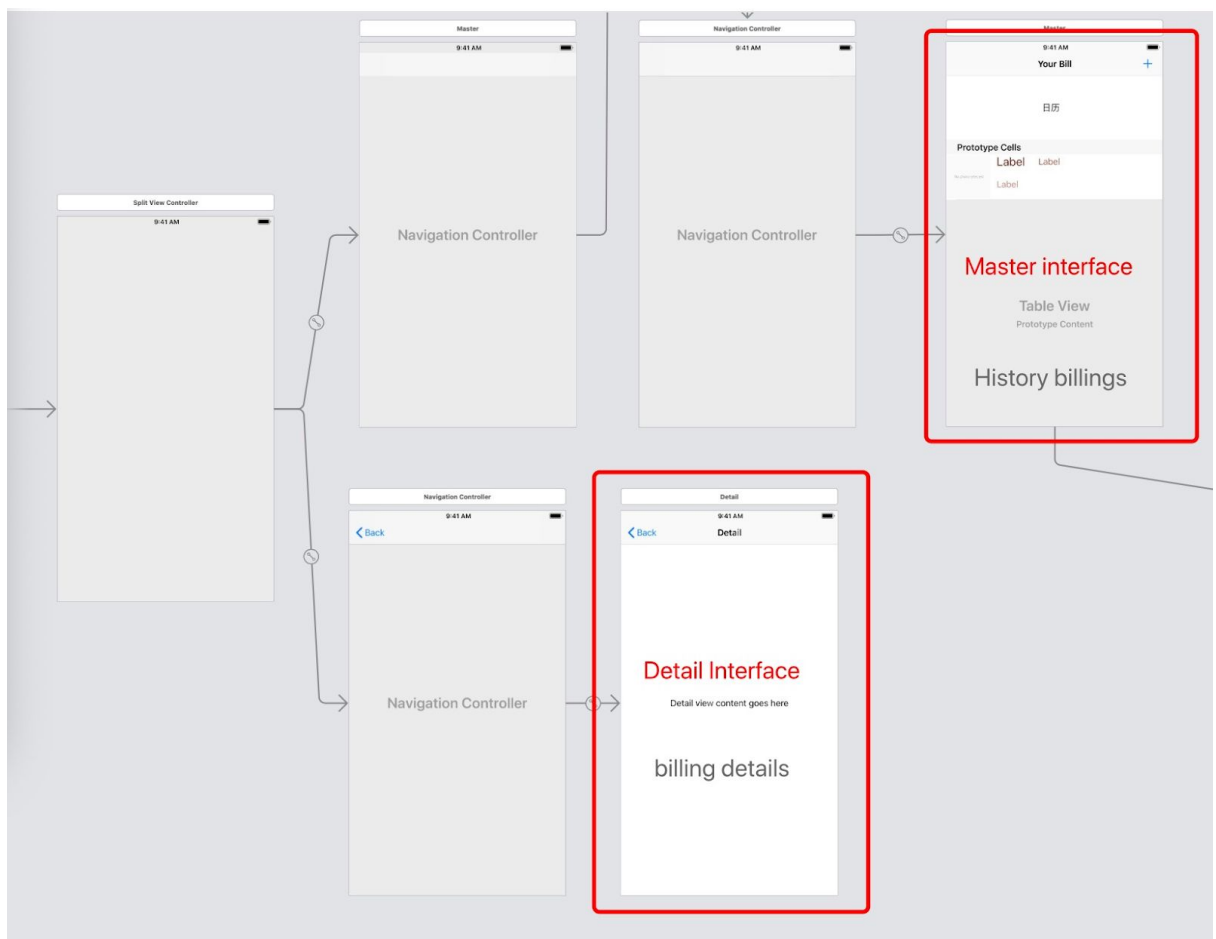 Master
9:41 AM
Navigation Controller
Navigation Controller
9:41 AM
Navigation Controller
Master
9:41 AM
Your Bill
+
日历
Prototype Cells
Label Label
Label
Master interface
Table View
Prototype Content
History billings
Split View Controller
9:41 AM
Navigation Controller
9:41 AM
Back
Navigation Controller
Detail
9:41 AM
Back Detail
Detail Interface
Detail view content goes here
billing details